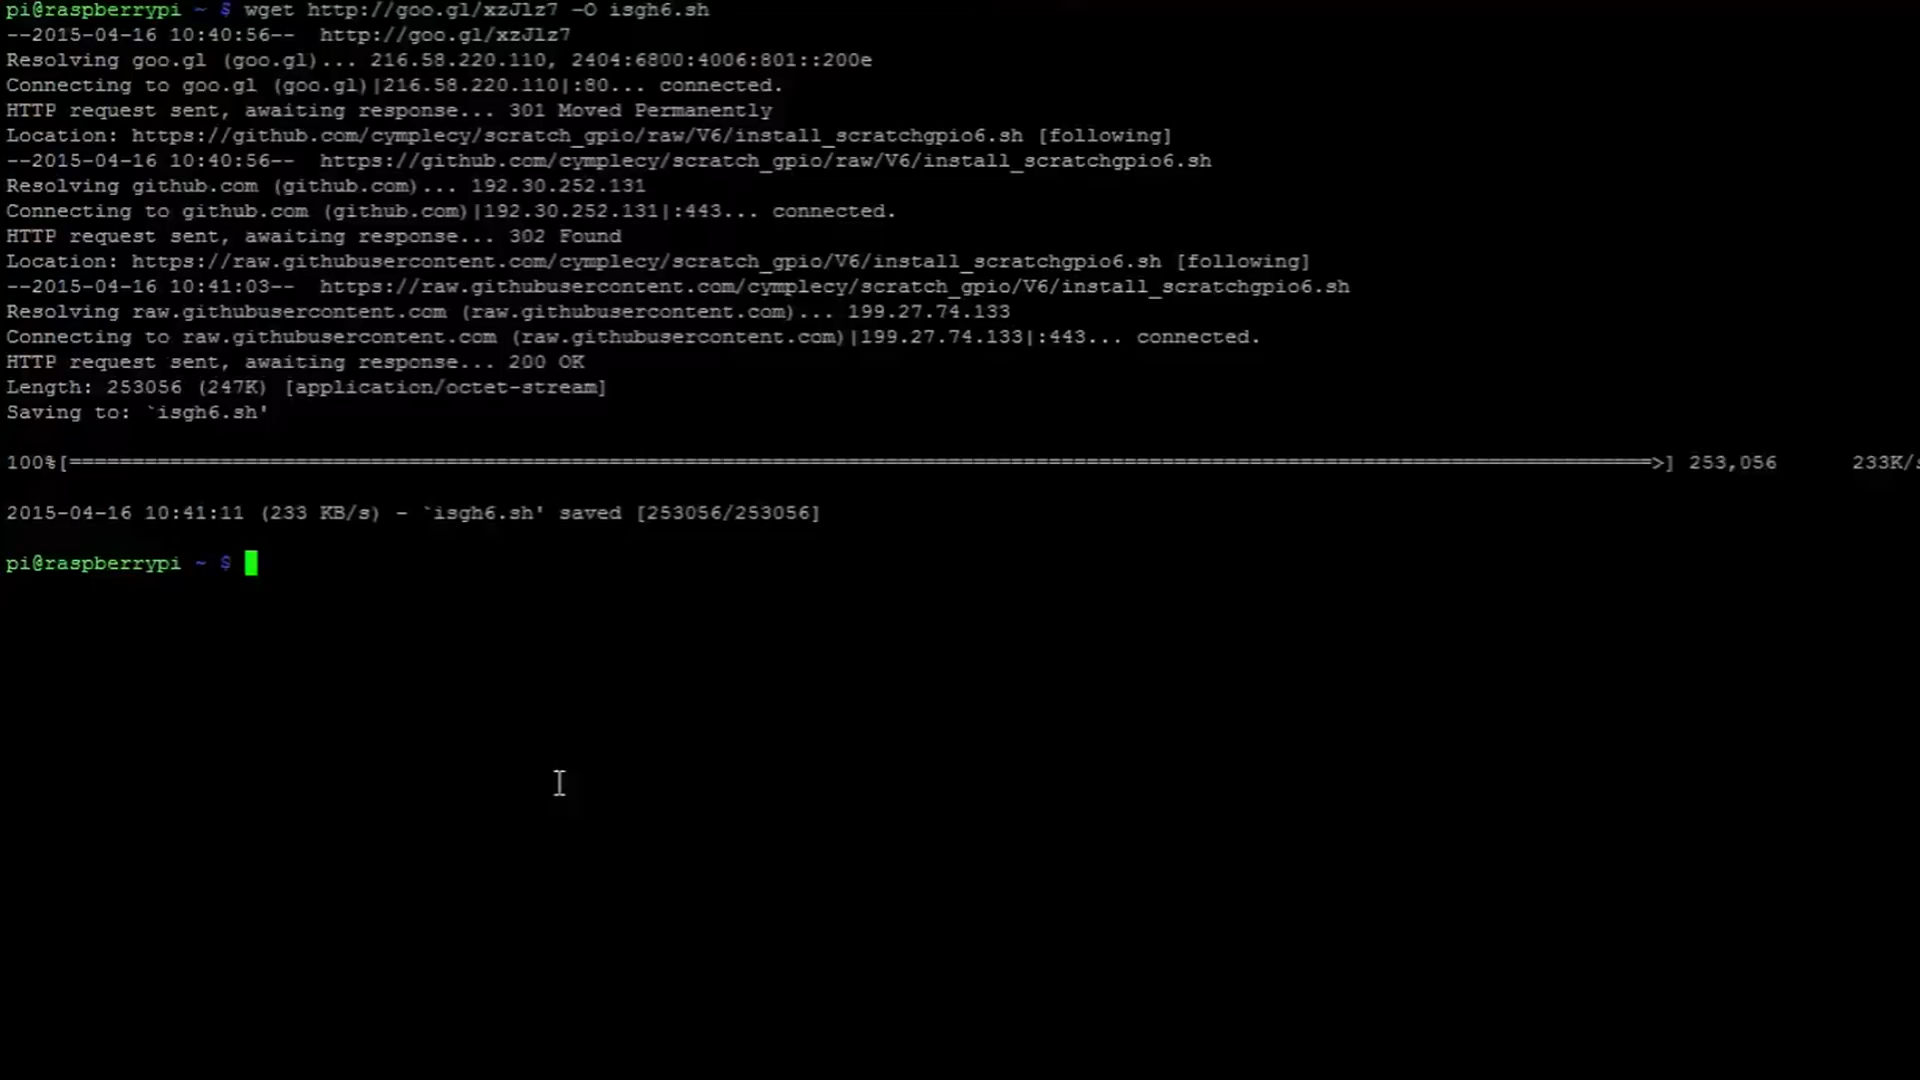 pi@raspberrypi ~ $ wget http://goo.gl/xzJlz7 -O isgh6.sh
--2015-04-16 10:40:56--  http://goo.gl/xzJlz7
Resolving goo.gl (goo.gl)... 216.58.220.110, 2404:6800:4006:801::200e
Connecting to goo.gl (goo.gl)|216.58.220.110|:80... connected.
HTTP request sent, awaiting response... 301 Moved Permanently
Location: https://github.com/cymplecy/scratch_gpio/raw/V6/install_scratchgpio6.sh [following]
--2015-04-16 10:40:56--  https://github.com/cymplecy/scratch_gpio/raw/V6/install_scratchgpio6.sh
Resolving github.com (github.com)... 192.30.252.131
Connecting to github.com (github.com)|192.30.252.131|:443... connected.
HTTP request sent, awaiting response... 302 Found
Location: https://raw.githubusercontent.com/cymplecy/scratch_gpio/V6/install_scratchgpio6.sh [following]
--2015-04-16 10:41:03--  https://raw.githubusercontent.com/cymplecy/scratch_gpio/V6/install_scratchgpio6.sh
Resolving raw.githubusercontent.com (raw.githubusercontent.com)... 199.27.74.133
Connecting to raw.githubusercontent.com (raw.githubusercontent.com)|199.27.74.133|:443... connected.
HTTP request sent, awaiting response... 200 OK
Length: 253056 (247K) [application/octet-stream]
Saving to: `isgh6.sh'
100%[======================================================================================================================>] 253,056      233K/s
2015-04-16 10:41:11 (233 KB/s) - `isgh6.sh' saved [253056/253056]
pi@raspberrypi ~ $